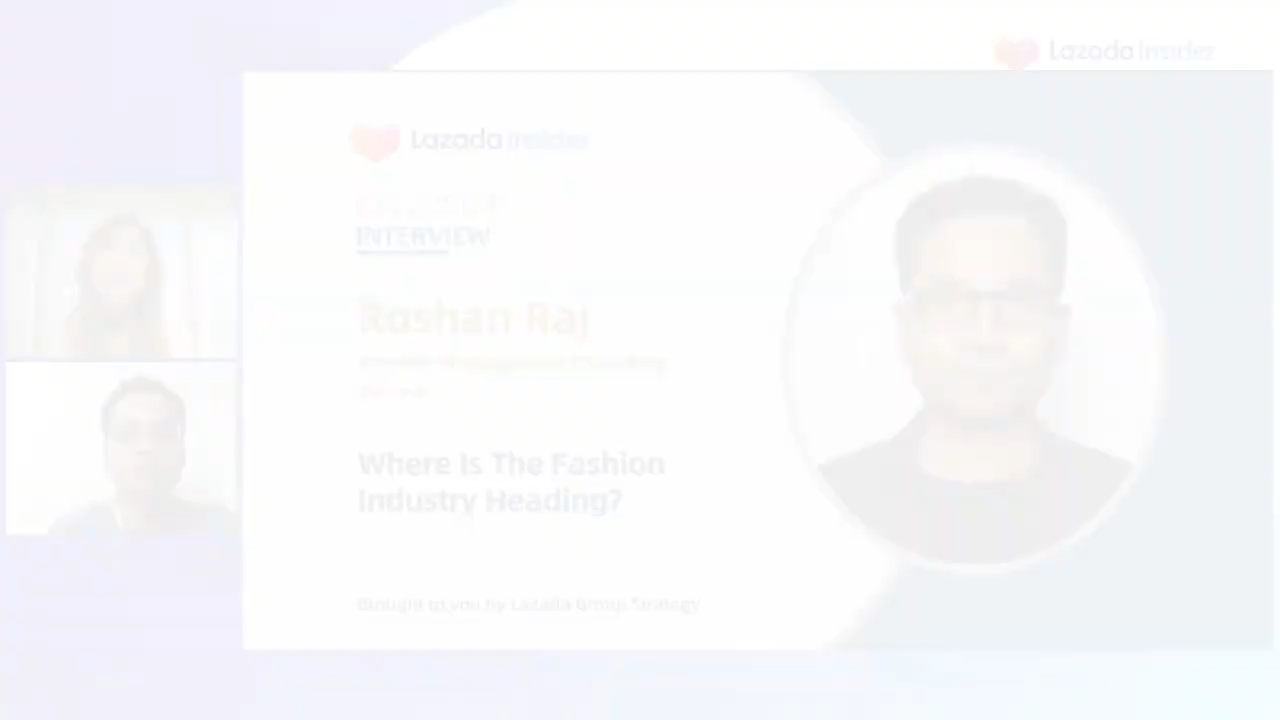 Lazada Insider
Lazada Insider
EXCLUSIVE
INTERVIEW
Roshan Raj
Where Is The Fashion
Industry Heading?
Brought to you by Lazada Group Strategy